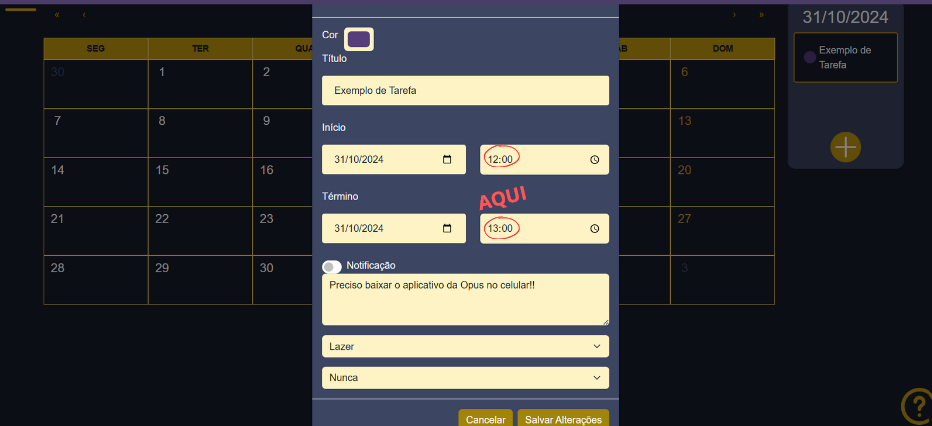 « ‹ › » 31/10/2024
SEG TER QUA AB DOM
Exemplo de
Tarefa
30 1 2 6
7 8 9 13
14 15 16 20
21 22 23 27
28 29 30 3
Cor
Título
Exemplo de Tarefa
Início
31/10/2024 12:00
Término AQUI
31/10/2024 13:00
Notificação
Preciso baixar o aplicativo da Opus no celular!!
Lazer
Nunca
Cancelar Salvar Alterações
?